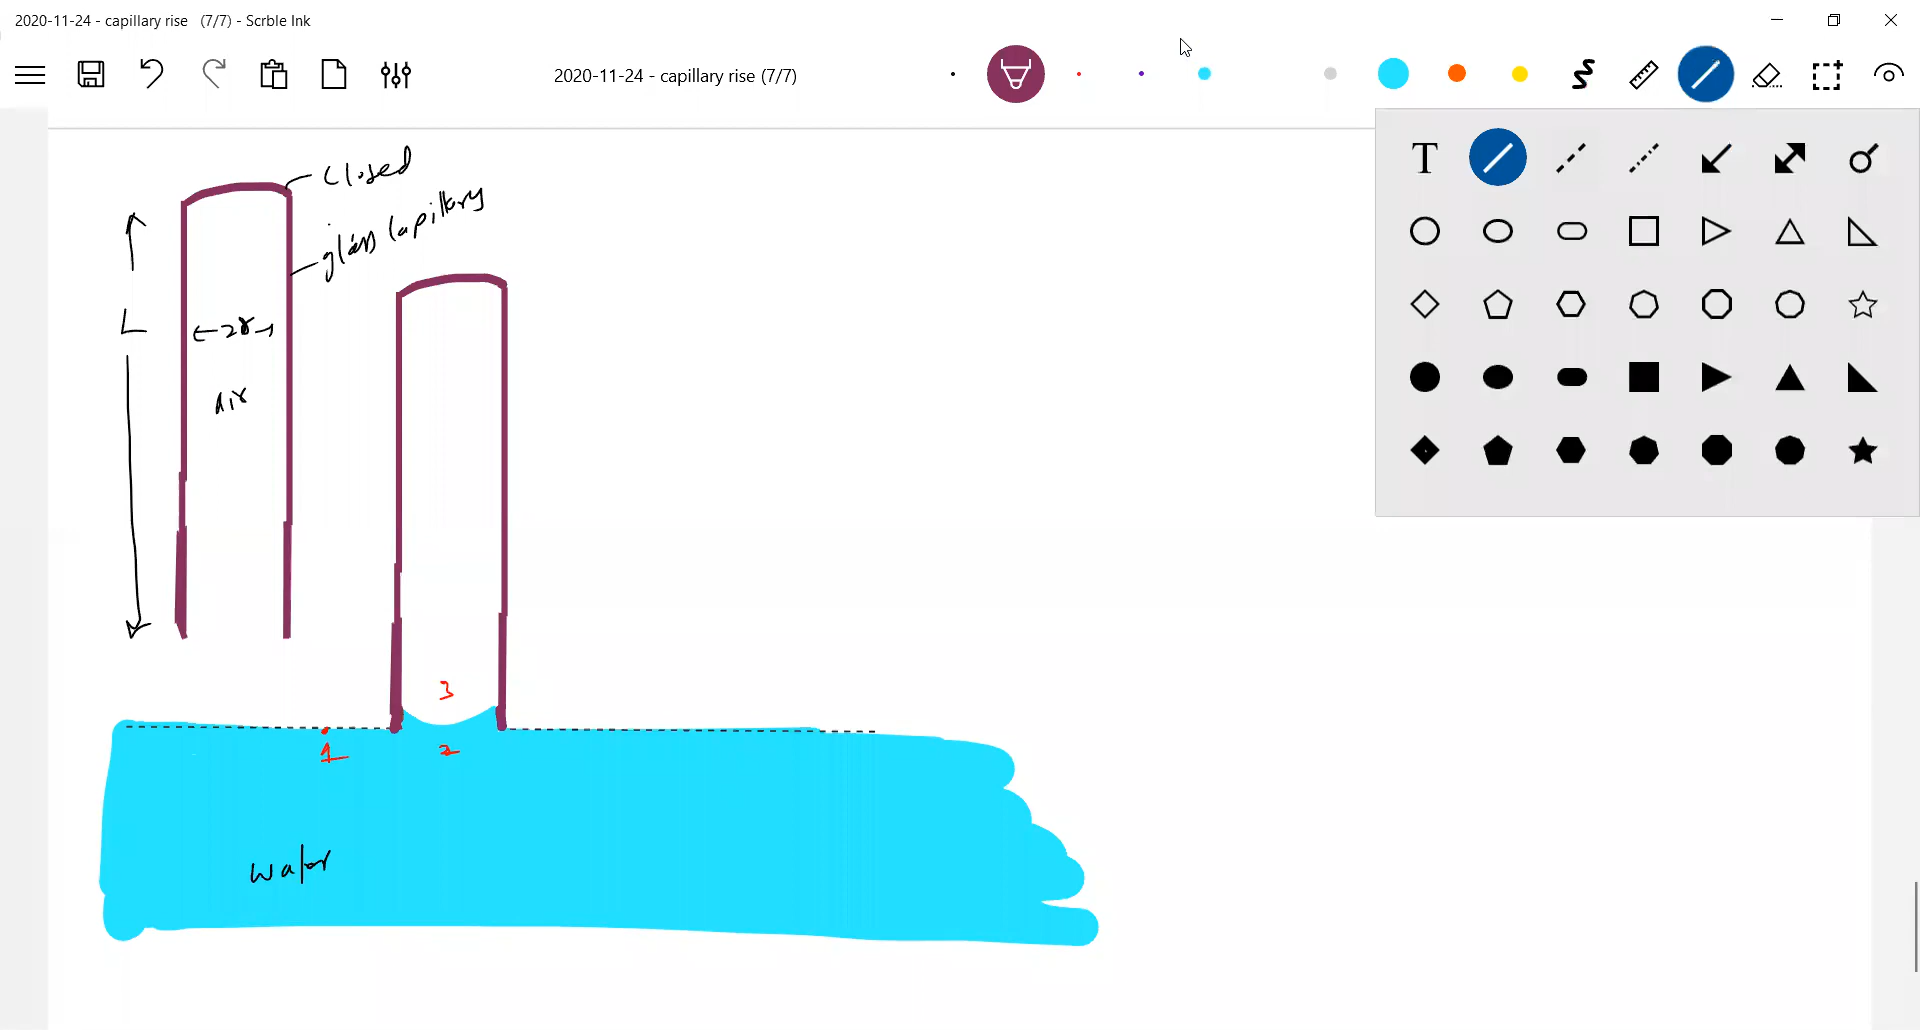 2020-11-24 - capillary rise (7/7) - Scrble Ink
2020-11-24 - capillary rise (7/7)
T
closed
glass capillary
L
2r
air
3
1
2
water